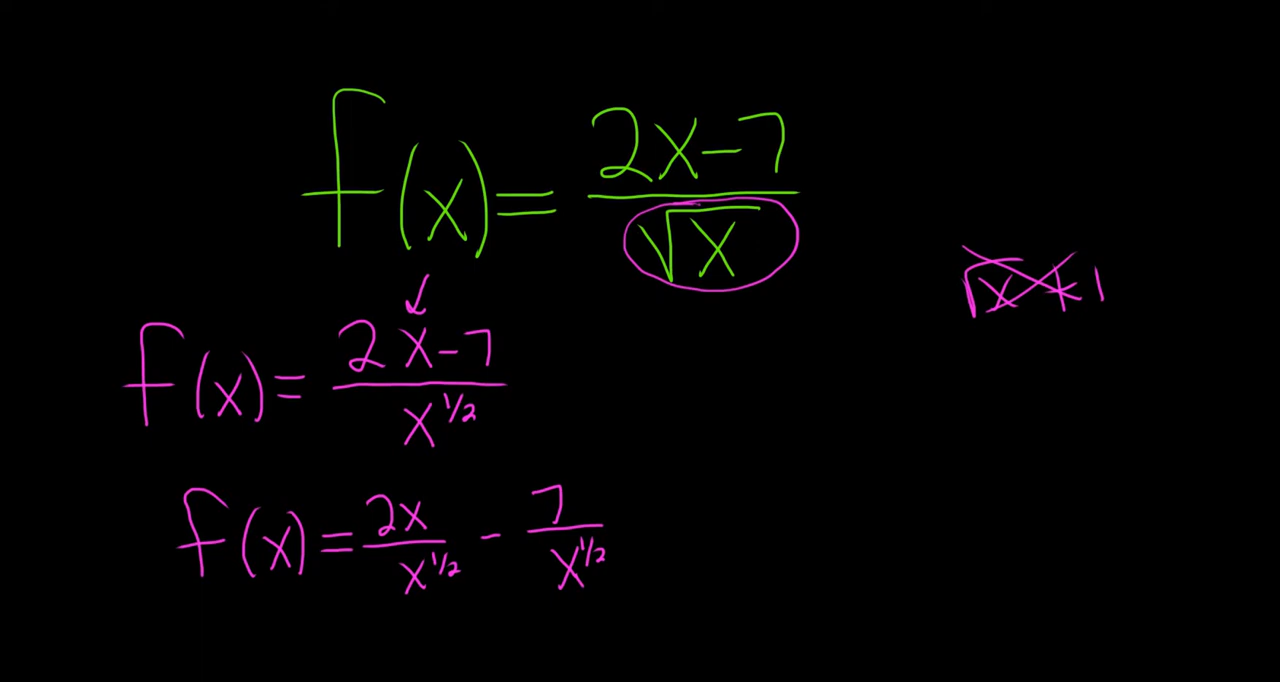 f(x) = (2x-7)/√x
√x + 1
f(x) = (2x-7)/x^1/2
f(x) = 2x/x^1/2 - 7/x^1/2